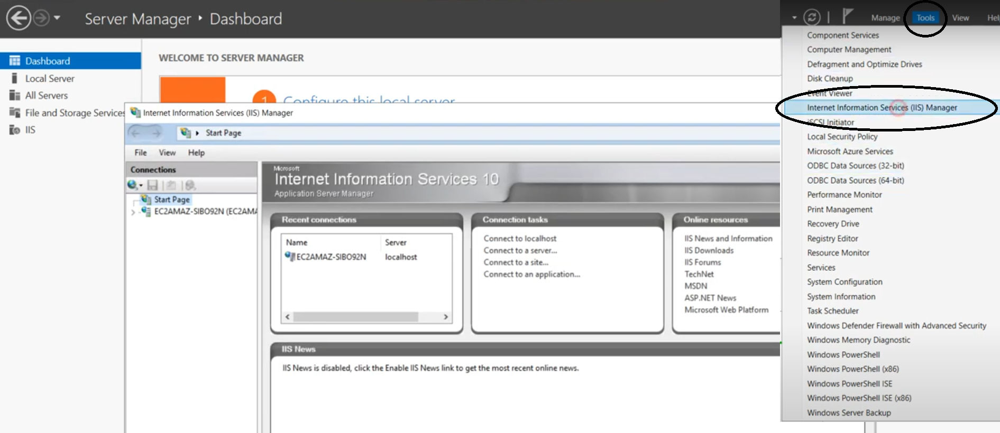 Server Manager ‣ Dashboard
Manage Tools View Hel
Dashboard
Local Server
All Servers
File and Storage Services
IIS
WELCOME TO SERVER MANAGER
1 Configure this local server
Internet Information Services (IIS) Manager
Start Page
File View Help
Connections
Start Page
EC2AMAZ-SIBO92N (EC2AMA
Microsoft
Internet Information Services 10
Application Server Manager
Recent connections
Name Server
EC2AMAZ-SIBO92N localhost
Connection tasks
Connect to localhost
Connect to a server...
Connect to a site...
Connect to an application...
Online resources
IIS News and Information
IIS Downloads
IIS Forums
TechNet
MSDN
ASP.NET News
Microsoft Web Platform
IIS News
IIS News is disabled, click the Enable IIS News link to get the most recent online news.
Component Services
Computer Management
Defragment and Optimize Drives
Disk Cleanup
Event Viewer
Internet Information Services (IIS) Manager
iSCSI Initiator
Local Security Policy
Microsoft Azure Services
ODBC Data Sources (32-bit)
ODBC Data Sources (64-bit)
Performance Monitor
Print Management
Recovery Drive
Registry Editor
Resource Monitor
Services
System Configuration
System Information
Task Scheduler
Windows Defender Firewall with Advanced Security
Windows Memory Diagnostic
Windows PowerShell
Windows PowerShell (x86)
Windows PowerShell ISE
Windows PowerShell ISE (x86)
Windows Server Backup